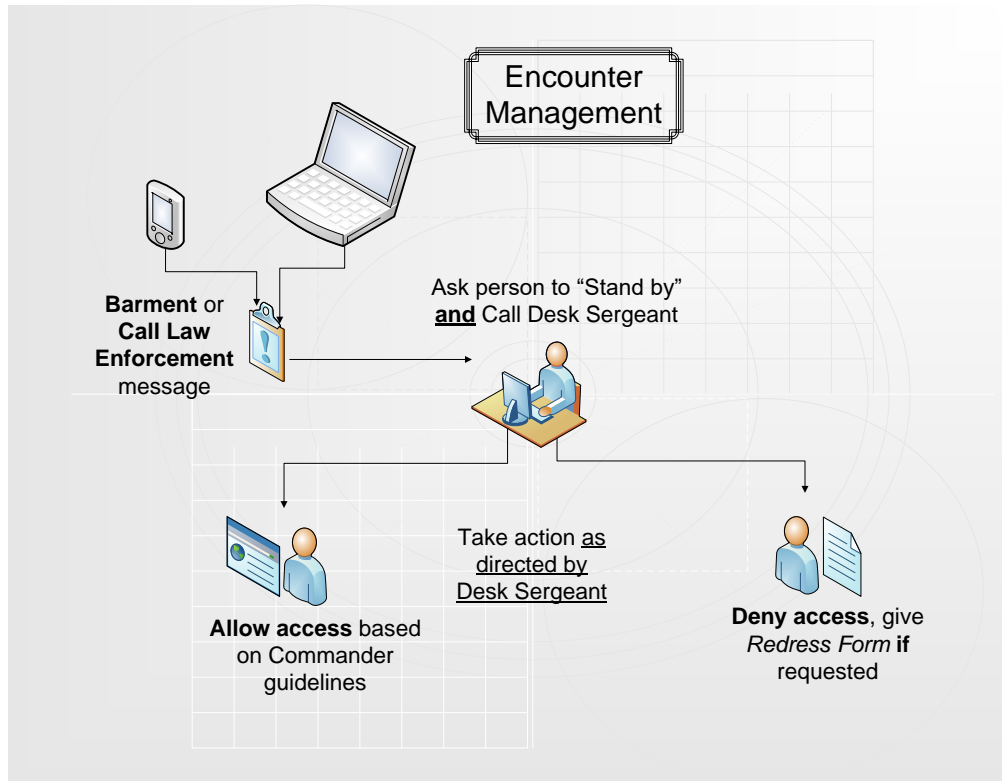 Encounter
Management
Barment or
Call Law
Enforcement
message
Ask person to “Stand by”
and Call Desk Sergeant
Take action as
directed by
Desk Sergeant
Allow access based
on Commander
guidelines
Deny access, give
Redress Form if
requested